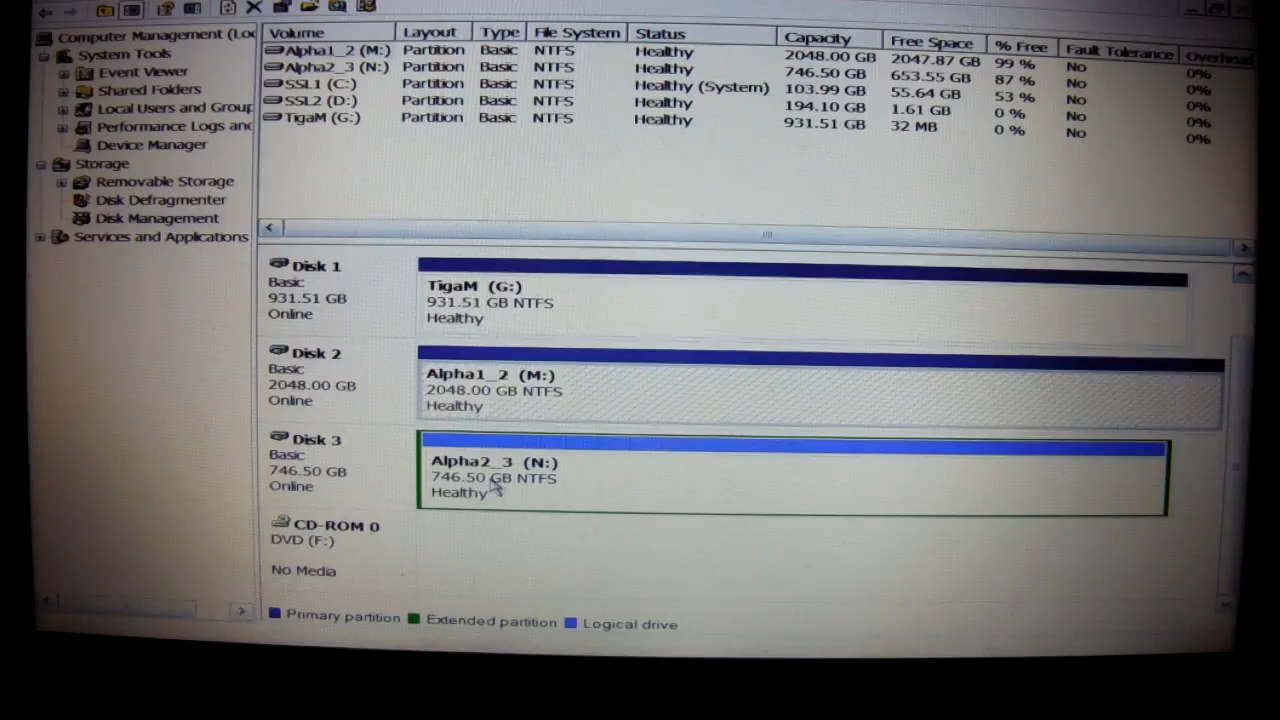 Computer Management (Loc
System Tools
Event Viewer
Shared Folders
Local Users and Group
Performance Logs and
Device Manager
Storage
Removable Storage
Disk Defragmenter
Disk Management
Services and Applications
Volume Layout Type File System Status Capacity Free Space % Free Fault Tolerance Overhead
Alpha1_2 (M:) Partition Basic NTFS Healthy 2048.00 GB 2047.87 GB 99 % No 0%
Alpha2_3 (N:) Partition Basic NTFS Healthy 746.50 GB 653.55 GB 87 % No 0%
SSL1 (C:) Partition Basic NTFS Healthy (System) 103.99 GB 55.64 GB 53 % No 0%
SSL2 (D:) Partition Basic NTFS Healthy 194.10 GB 1.61 GB 0 % No 0%
TigaM (G:) Partition Basic NTFS Healthy 931.51 GB 32 MB 0 % No 0%
Disk 1
Basic
931.51 GB
Online
TigaM (G:)
931.51 GB NTFS
Healthy
Disk 2
Basic
2048.00 GB
Online
Alpha1_2 (M:)
2048.00 GB NTFS
Healthy
Disk 3
Basic
746.50 GB
Online
Alpha2_3 (N:)
746.50 GB NTFS
Healthy
CD-ROM 0
DVD (F:)
No Media
Primary partition Extended partition Logical drive